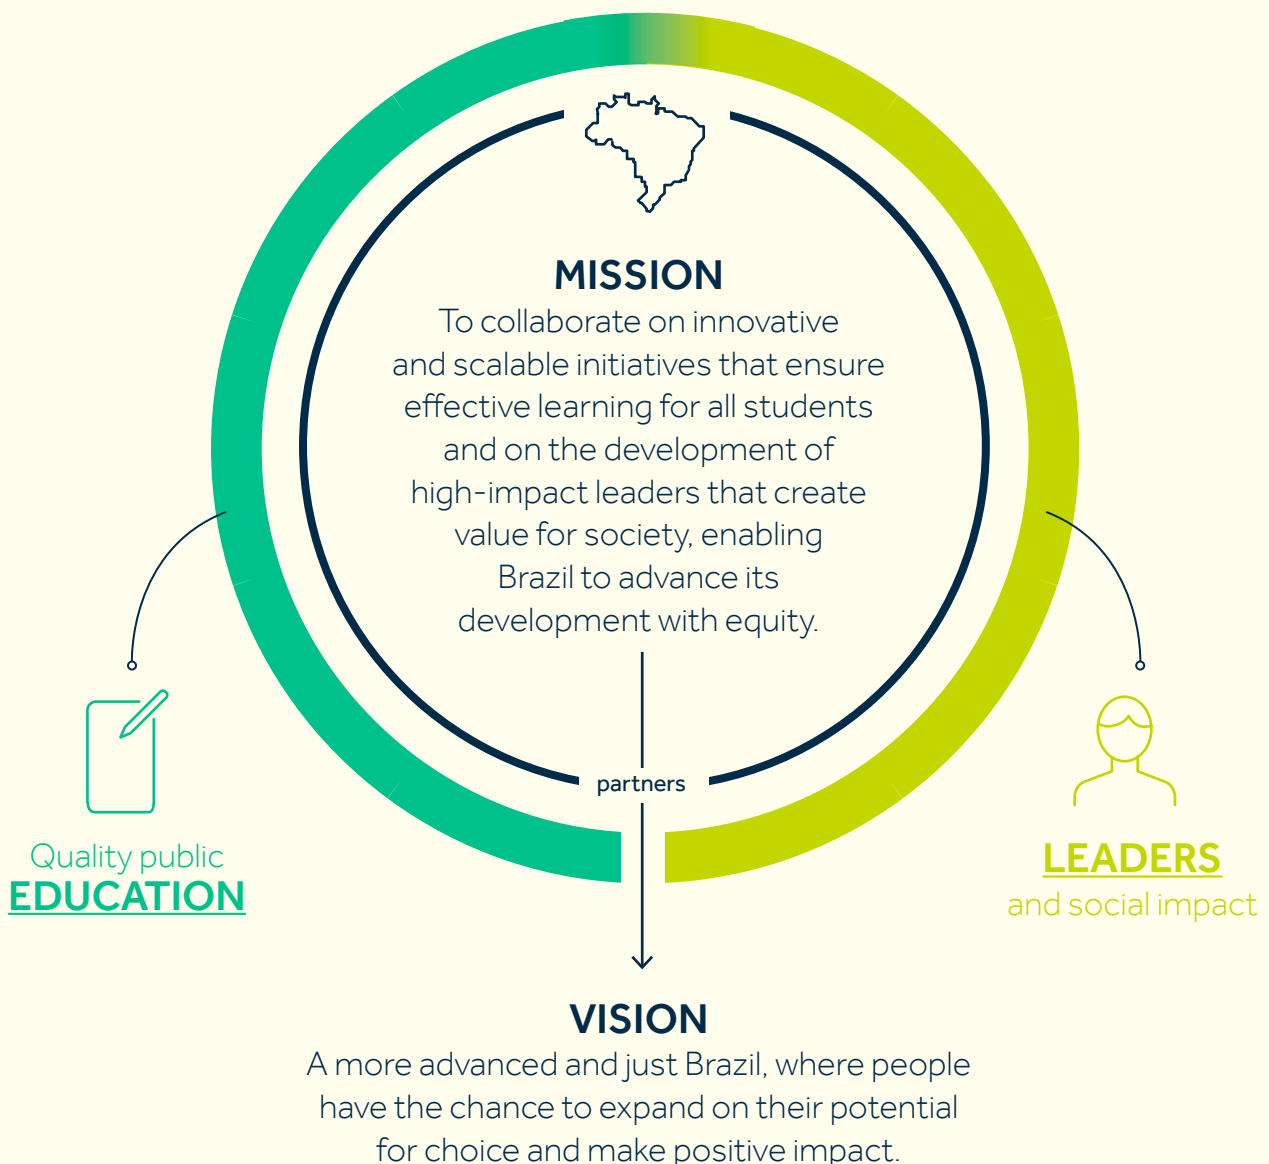 MISSION
To collaborate on innovative
and scalable initiatives that ensure
effective learning for all students
and on the development of
high-impact leaders that create
value for society, enabling
Brazil to advance its
development with equity.
partners
Quality public
EDUCATION
LEADERS
and social impact
VISION
A more advanced and just Brazil, where people
have the chance to expand on their potential
for choice and make positive impact.